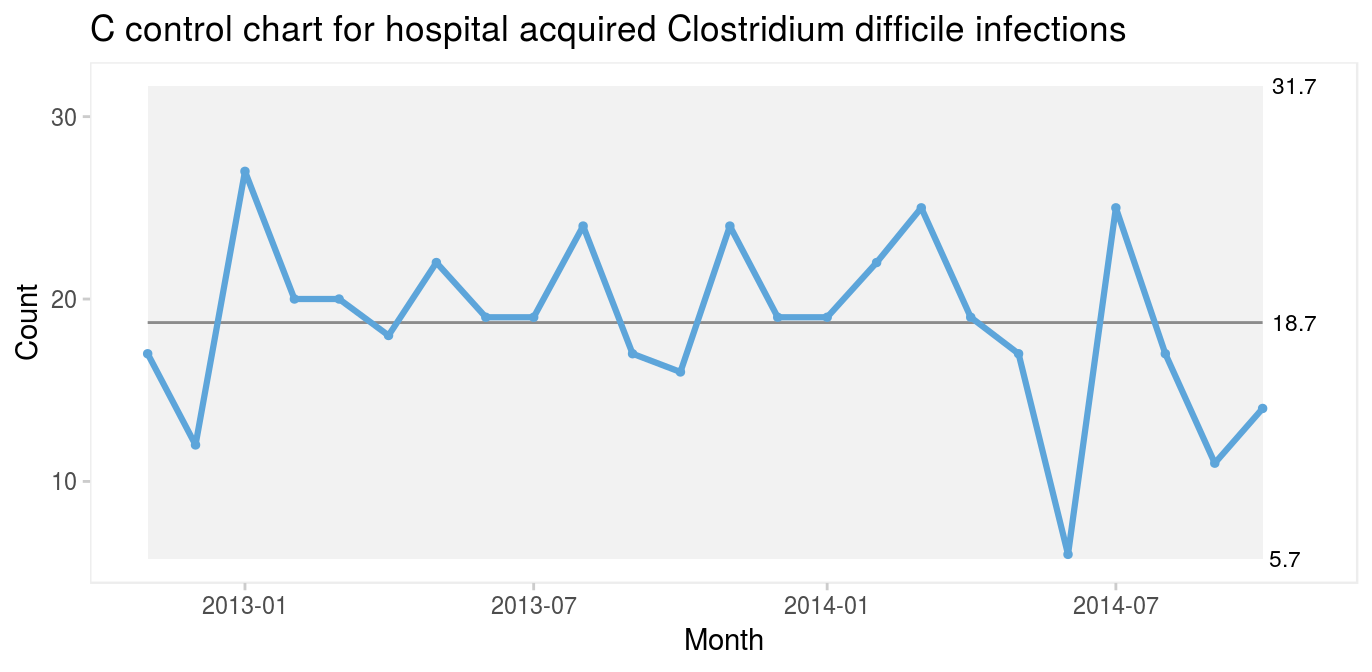 C control chart for hospital acquired Clostridium difficile infections
31.7
30
Count
20
18.7
10
5.7
2013-01 2013-07 2014-01 2014-07
Month